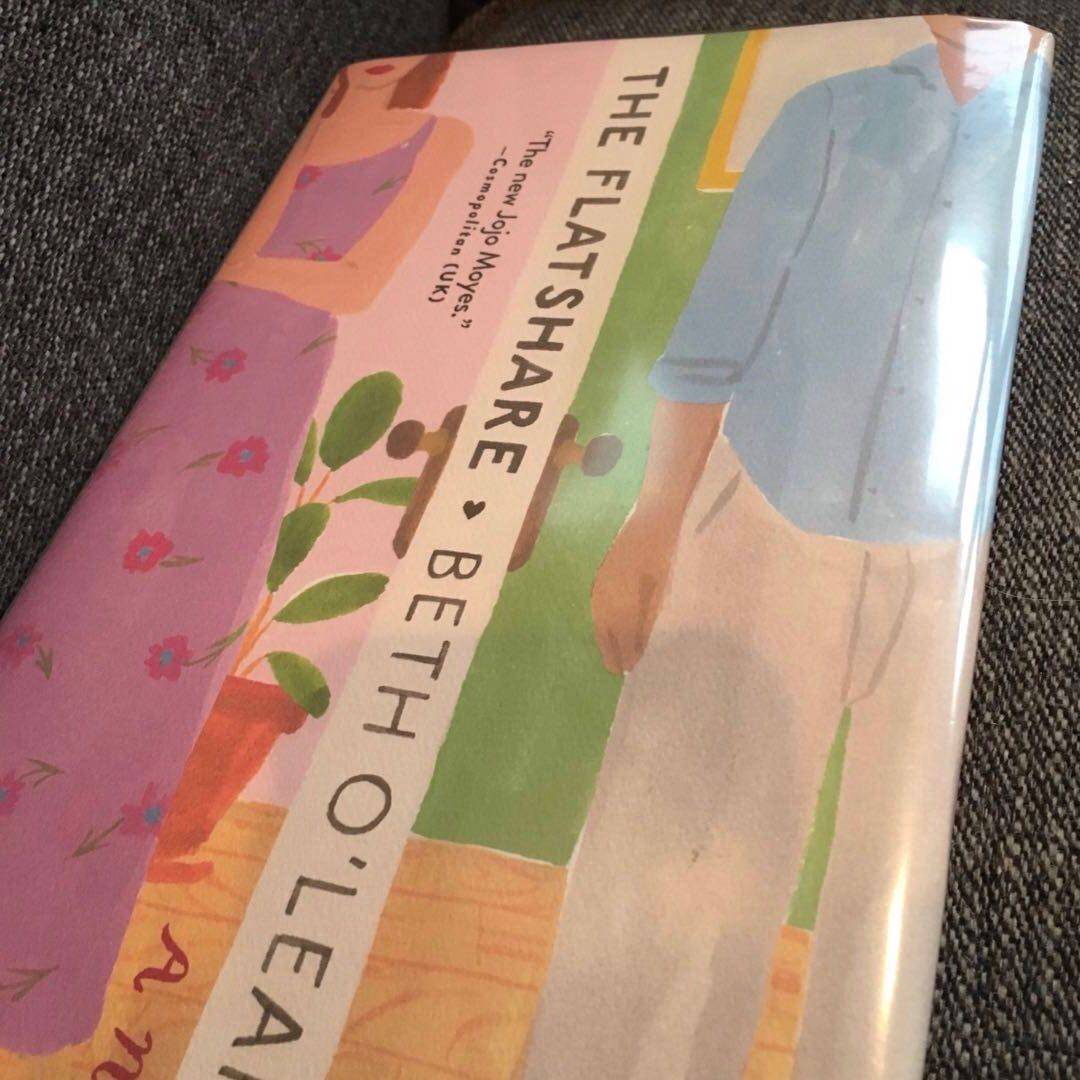 THE FLATSHARE ♥ BETH O'LEA
"The new Jojo Moyes."
—Cosmopolitan (UK)
a n